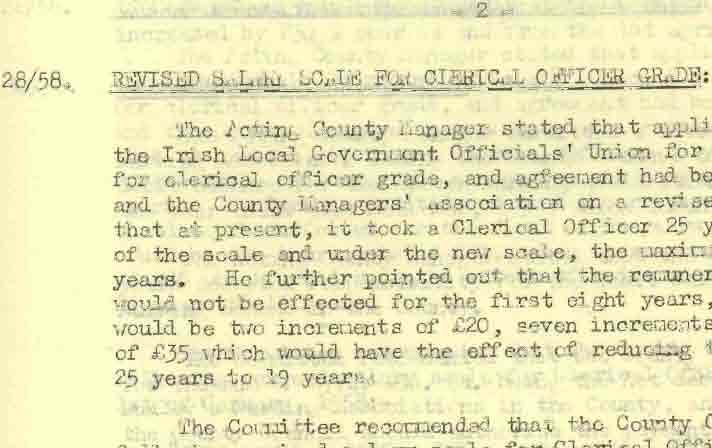 - 2 -
28/58. REVISED SALARY SCALE FOR CLERICAL OFFICER GRADE:
The Acting County Manager stated that appli
the Irish Local Government Officials' Union for
for clerical officer grade, and agreement had be
and the County Managers' Association on a revise
that at present, it took a Clerical Officer 25 y
of the scale and under the new scale, the maxim
years. He further pointed out that the remuner
would not be effected for the first eight years,
would be two increments of £20, seven increments
of £35 which would have the effect of reducing t
25 years to 19 years.
The Committee recommended that the County C